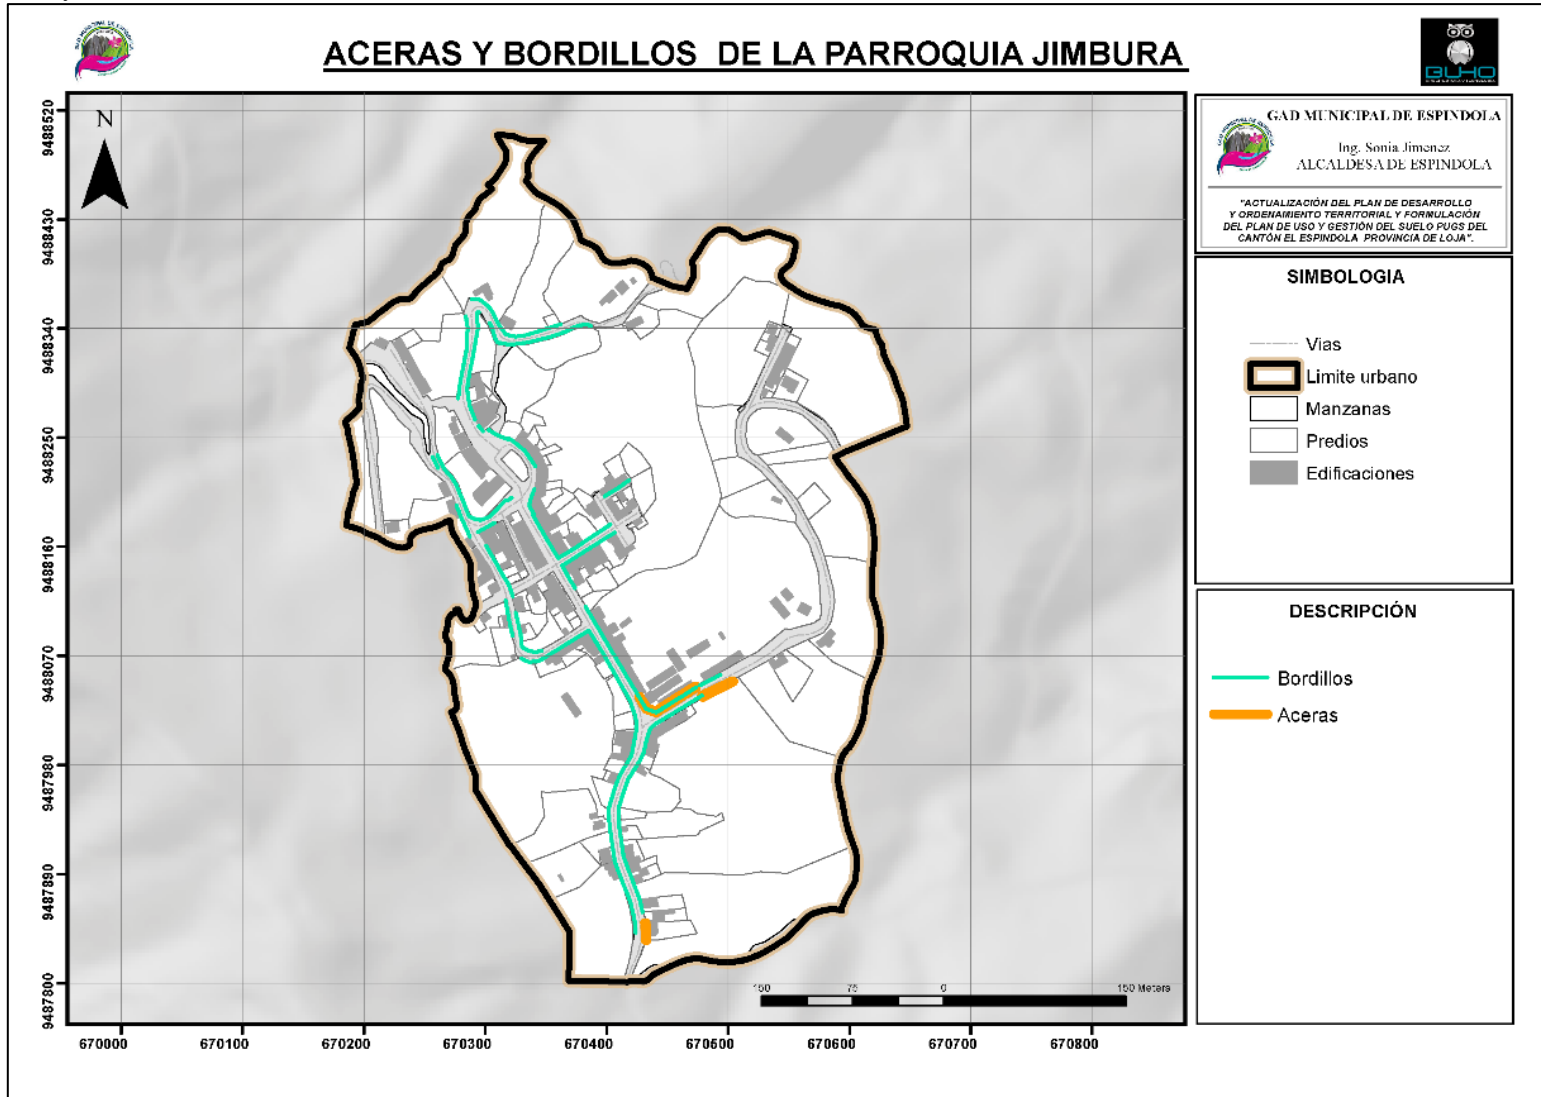 ACERAS Y BORDILLOS DE LA PARROQUIA JIMBURA
BUHO
N
9488520
9488430
9488340
9488250
9488160
9488070
9487980
9487890
9487800
670000
670100
670200
670300
670400
670500
670600
670700
670800
150
75
0
150 Meters
GAD MUNICIPAL DE ESPINDOLA
Ing. Sonia Jimenez
ALCALDESA DE ESPINDOLA
"ACTUALIZACIÓN DEL PLAN DE DESARROLLO
Y ORDENAMIENTO TERRITORIAL Y FORMULACIÓN
DEL PLAN DE USO Y GESTIÓN DEL SUELO PUGS DEL
CANTÓN EL ESPINDOLA PROVINCIA DE LOJA".
SIMBOLOGIA
Vias
Limite urbano
Manzanas
Predios
Edificaciones
DESCRIPCIÓN
Bordillos
Aceras